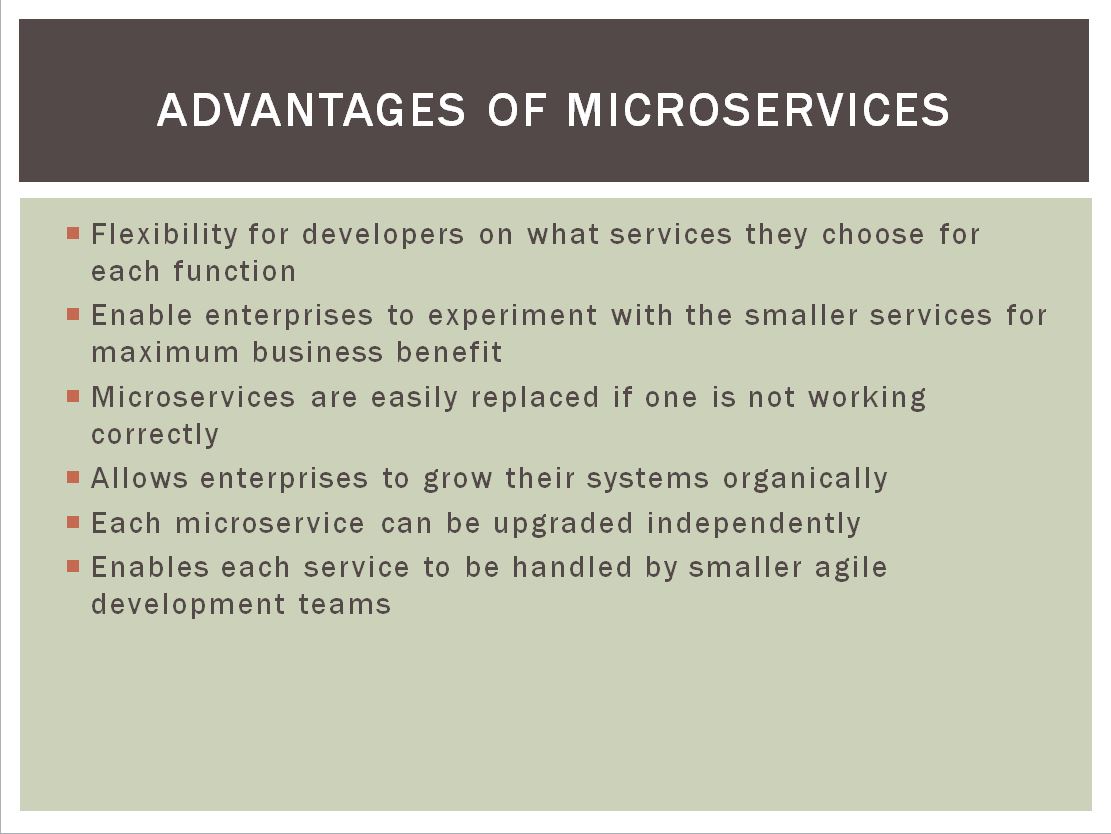 ADVANTAGES OF MICROSERVICES
Flexibility for developers on what services they choose for
each function
Enable enterprises to experiment with the smaller services for
maximum business benefit
Microservices are easily replaced if one is not working
correctly
Allows enterprises to grow their systems organically
Each microservice can be upgraded independently
Enables each service to be handled by smaller agile
development teams